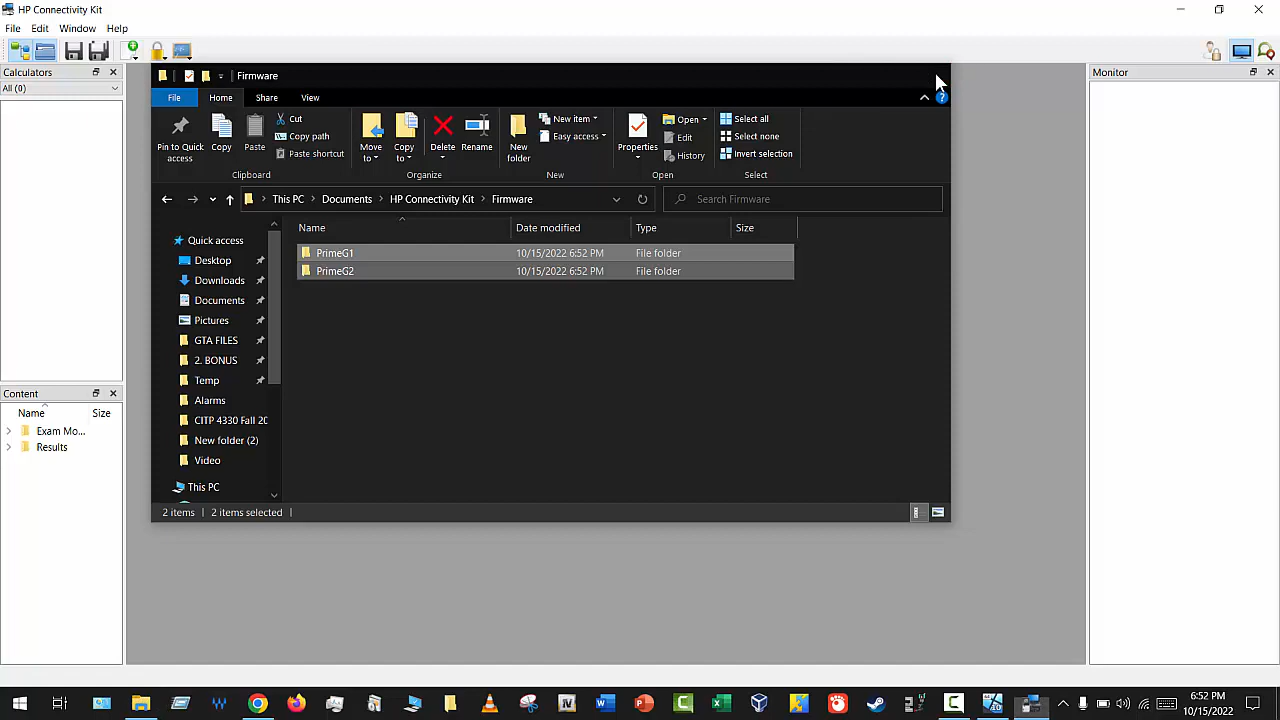 HP Connectivity Kit
File Edit Window Help
Calculators
All (0)
Content
Name Size
Exam Mo...
Results
Firmware
File Home Share View
Pin to Quick access
Copy
Paste
Cut
Copy path
Paste shortcut
Clipboard
Move to
Copy to
Delete
Rename
Organize
New folder
New item
Easy access
New
Properties
Open
Edit
History
Open
Select all
Select none
Invert selection
Select
This PC Documents HP Connectivity Kit Firmware
Search Firmware
Quick access
Desktop
Downloads
Documents
Pictures
GTA FILES
2. BONUS
Temp
Alarms
CITP 4330 Fall 20
New folder (2)
Video
This PC
Name Date modified Type Size
PrimeG1 10/15/2022 6:52 PM File folder
PrimeG2 10/15/2022 6:52 PM File folder
2 items 2 items selected
Monitor
6:52 PM
10/15/2022